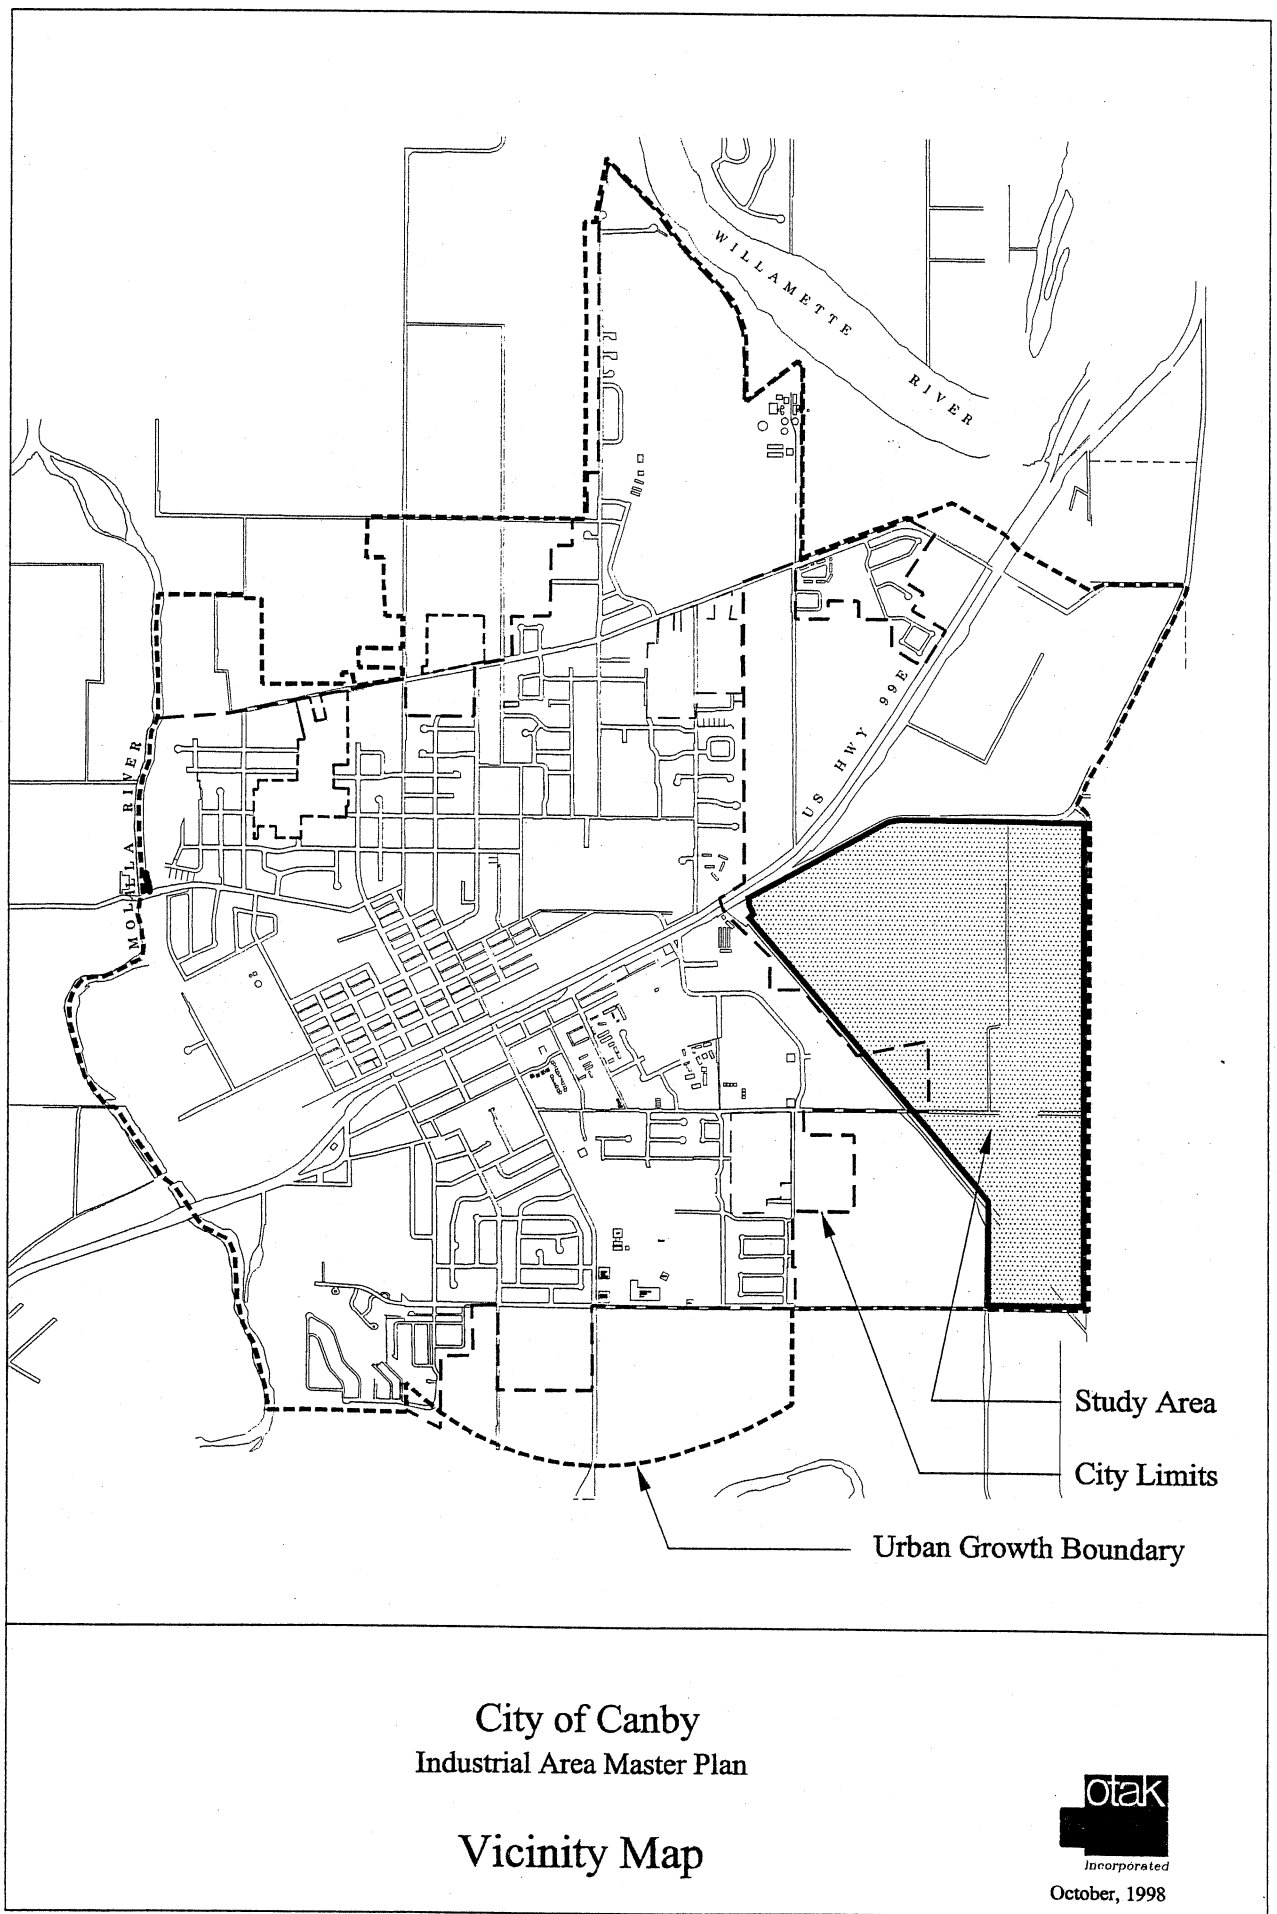 WILLAMETTE
RIVER
US HWY 99E
MOLALLA RIVER
Study Area
City Limits
Urban Growth Boundary
City of Canby
Industrial Area Master Plan
Vicinity Map
otak
Incorporated
October, 1998